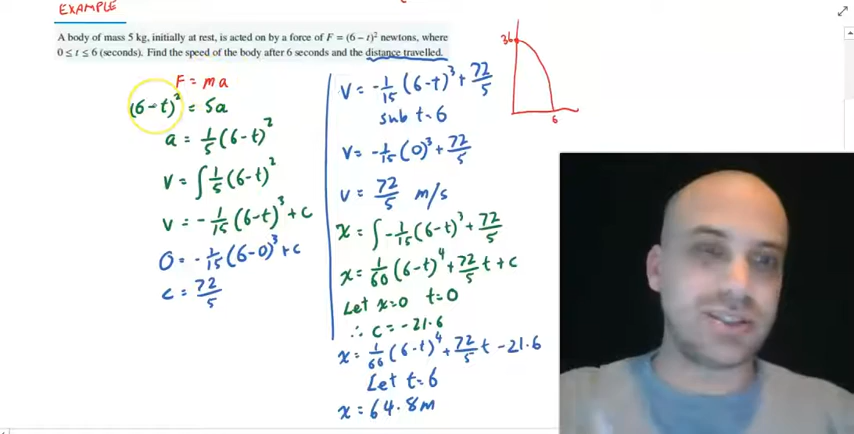 EXAMPLE
A body of mass 5 kg, initially at rest, is acted on by a force of F = (6 – t)² newtons, where
0 ≤ t ≤ 6 (seconds). Find the speed of the body after 6 seconds and the distance travelled.
F = ma
(6-t)² = 5a
a = 1/5 (6-t)²
v = ∫ 1/5 (6-t)²
v = -1/15 (6-t)³ + c
0 = -1/15 (6-0)³ + c
c = 72/5
v = -1/15 (6-t)³ + 72/5
sub t=6
v = -1/15 (0)³ + 72/5
v = 72/5 m/s
x = ∫ -1/15 (6-t)³ + 72/5
x = 1/60 (6-t)⁴ + 72/5 t + c
Let x=0 t=0
∴ c = -21.6
x = 1/60 (6-t)⁴ + 72/5 t - 21.6
Let t=6
x = 64.8m
36
6